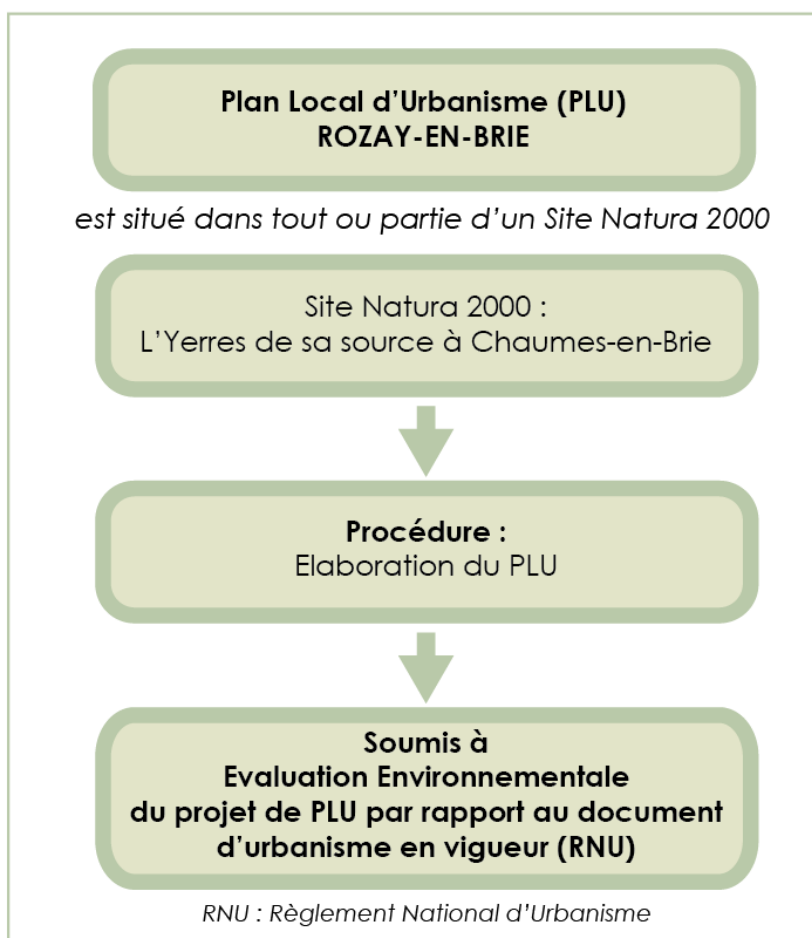 Plan Local d’Urbanisme (PLU)
ROZAY-EN-BRIE
est situé dans tout ou partie d’un Site Natura 2000
Site Natura 2000 :
L’Yerres de sa source à Chaumes-en-Brie
Procédure :
Elaboration du PLU
Soumis à
Evaluation Environnementale
du projet de PLU par rapport au document
d’urbanisme en vigueur (RNU)
RNU : Règlement National d’Urbanisme